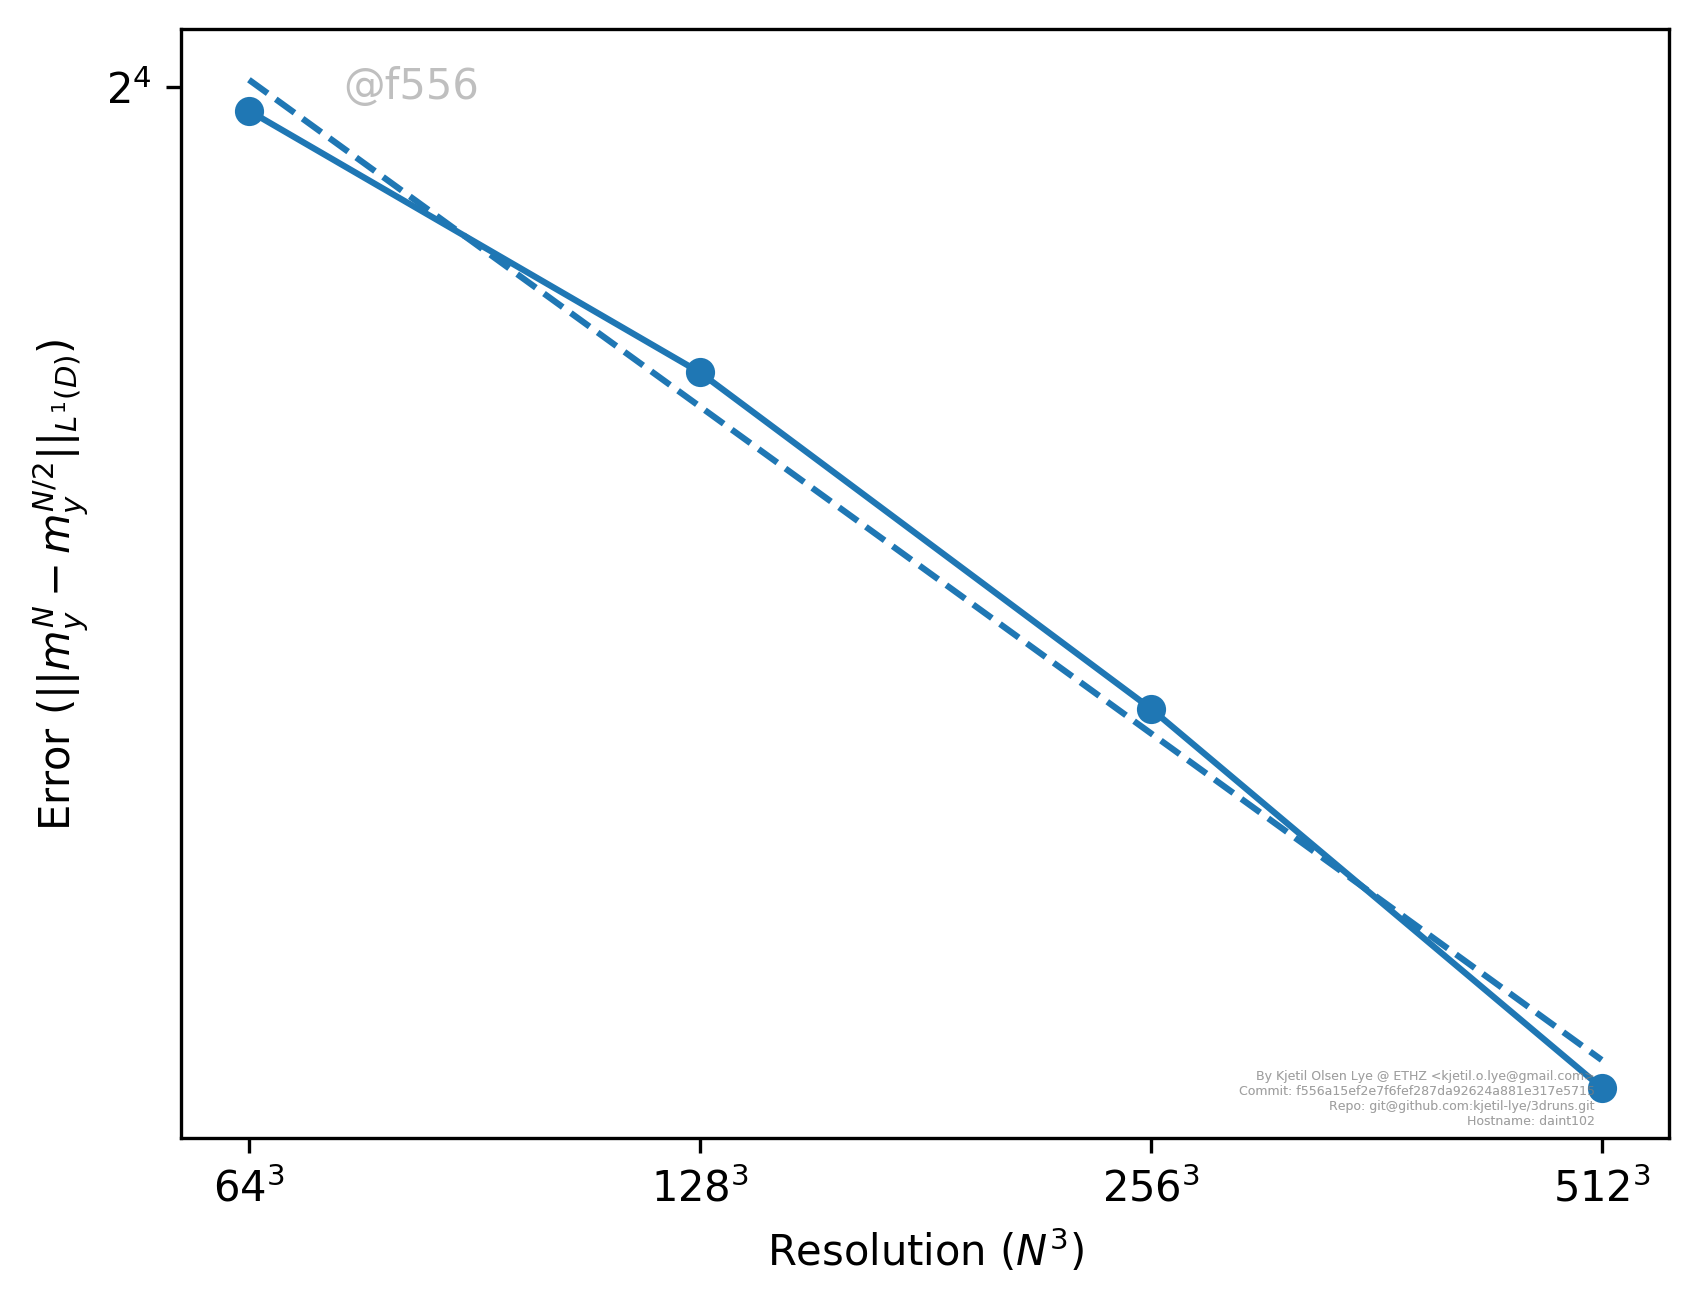 2^4
@f556
Error (||m_y^N − m_y^{N/2}||_{L^1(D)})
By Kjetil Olsen Lye @ ETHZ <kjetil.o.lye@gmail.com
Commit: f556a15ef2e7f6fef287da92624a881e317e571
Repo: git@github.com:kjetil-lye/3druns.git
Hostname: daint102
64^3 128^3 256^3 512^3
Resolution (N^3)